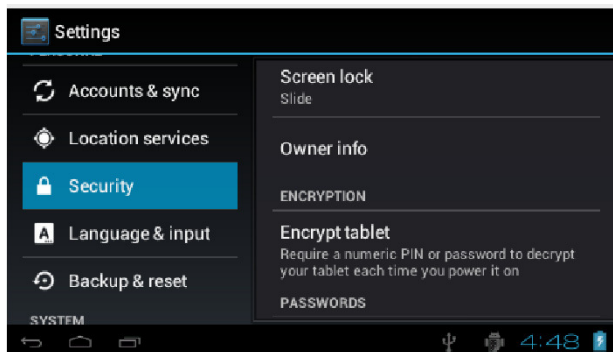 Settings
PERSONAL
Accounts & sync
Location services
Security
Language & input
Backup & reset
SYSTEM
Screen lock
Slide
Owner info
ENCRYPTION
Encrypt tablet
Require a numeric PIN or password to decrypt
your tablet each time you power it on
PASSWORDS
4:48